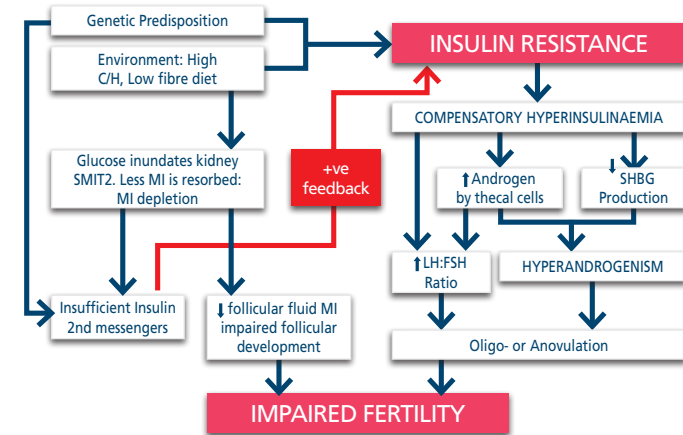 Genetic Predisposition
Environment: High
C/H, Low fibre diet
INSULIN RESISTANCE
COMPENSATORY HYPERINSULINAEMIA
Glucose inundates kidney
SMIT2. Less MI is resorbed:
MI depletion
+ve
feedback
↑Androgen
by thecal cells
↓ SHBG
Production
↑LH:FSH
Ratio
HYPERANDROGENISM
Insufficient Insulin
2nd messengers
↓follicular fluid MI
impaired follicular
development
Oligo- or Anovulation
IMPAIRED FERTILITY